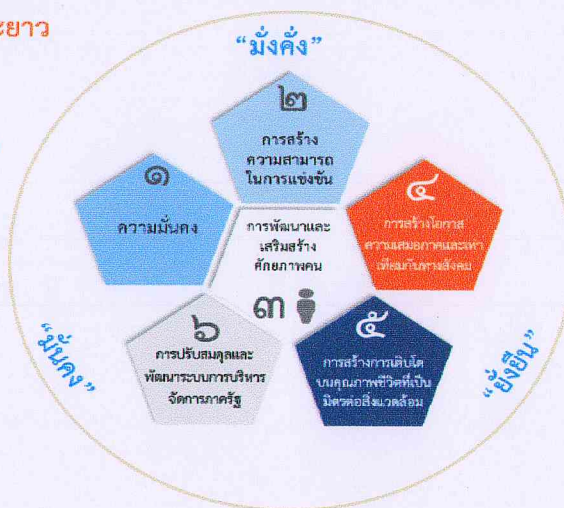 ะยาว
“มั่งคั่ง”
๒
การสร้าง
ความสามารถ
ในการแข่งขัน
๑
ความมั่นคง
๔
การสร้างโอกาส
ความเสมอภาคและเท่า
เทียมกันทางสังคม
การพัฒนาและ
เสริมสร้าง
ศักยภาพคน
๓
๖
การปรับสมดุลและ
พัฒนาระบบการบริหาร
จัดการภาครัฐ
๕
การสร้างการเติบโต
บนคุณภาพชีวิตที่เป็น
มิตรต่อสิ่งแวดล้อม
“มั่นคง”
“ยั่งยืน”